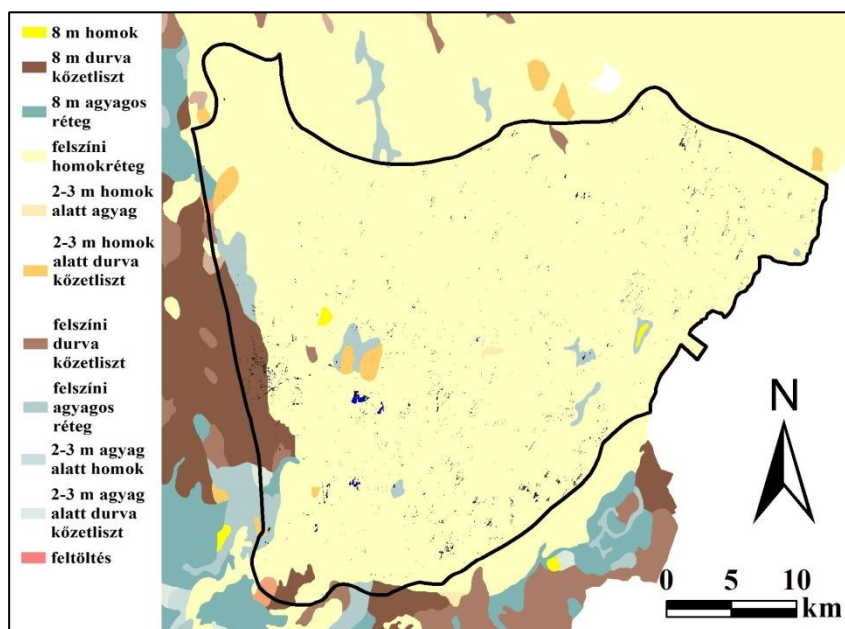 8 m homok
8 m durva
kőzetliszt
8 m agyagos
réteg
felszíni
homokréteg
2-3 m homok
alatt agyag
2-3 m homok
alatt durva
kőzetliszt
felszíni
durva
kőzetliszt
felszíni
agyagos
réteg
2-3 m agyag
alatt homok
2-3 m agyag
alatt durva
kőzetliszt
feltöltés
N
0 5 10
km